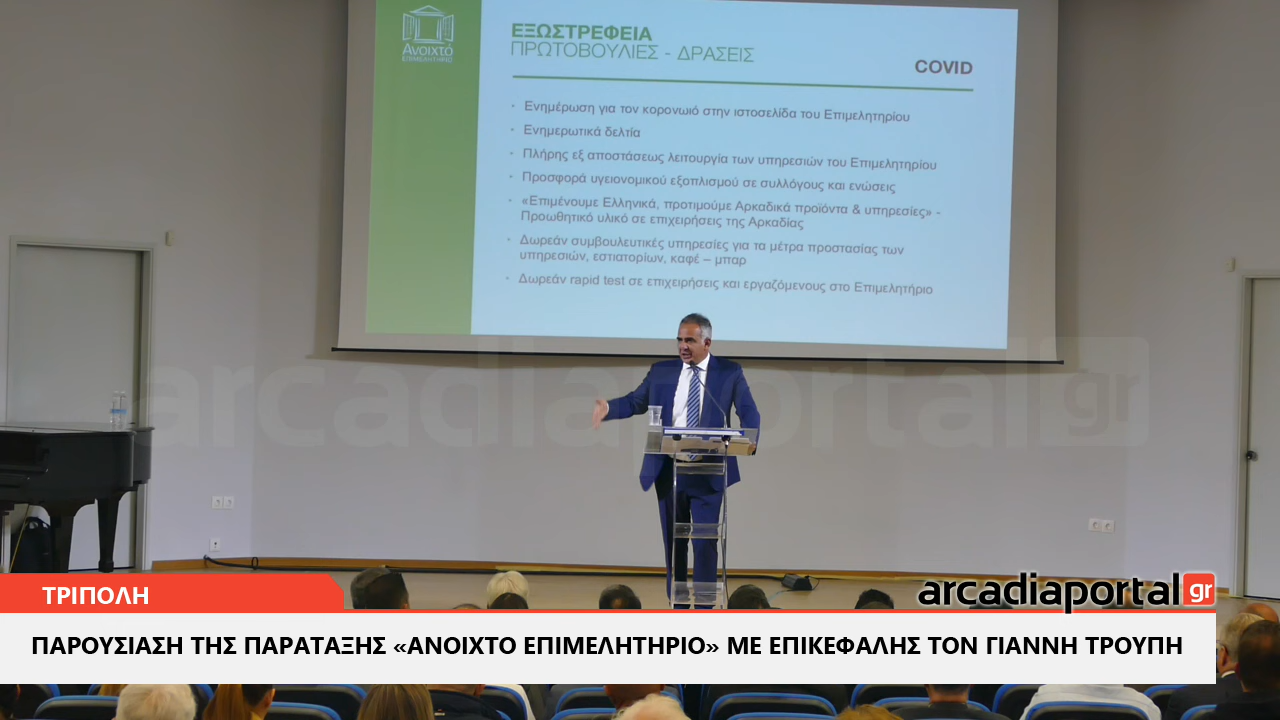 Ανοιχτό
ΕΠΙΜΕΛΗΤΗΡΙΟ
ΕΞΩΣΤΡΕΦΕΙΑ
ΠΡΩΤΟΒΟΥΛΙΕΣ - ΔΡΑΣΕΙΣ
COVID
• Ενημέρωση για τον κορονωιό στην ιστοσελίδα του Επιμελητηρίου
• Ενημερωτικά δελτία
• Πλήρης εξ αποστάσεως λειτουργία των υπηρεσιών του Επιμελητηρίου
• Προσφορά υγειονομικού εξοπλισμού σε συλλόγους και ενώσεις
• «Επιμένουμε Ελληνικά, προτιμούμε Αρκαδικά προϊόντα & υπηρεσίες» -
Προωθητικό υλικό σε επιχειρήσεις της Αρκαδίας
• Δωρεάν συμβουλευτικές υπηρεσίες για τα μέτρα προστασίας των
υπηρεσιών, εστιατορίων, καφέ – μπαρ
• Δωρεάν rapid test σε επιχειρήσεις και εργαζόμενους στο Επιμελητήριο
arcadiaportal gr
ΤΡΙΠΟΛΗ
arcadiaportal gr
ΠΑΡΟΥΣΙΑΣΗ ΤΗΣ ΠΑΡΑΤΑΞΗΣ «ΑΝΟΙΧΤΟ ΕΠΙΜΕΛΗΤΗΡΙΟ» ΜΕ ΕΠΙΚΕΦΑΛΗΣ ΤΟΝ ΓΙΑΝΝΗ ΤΡΟΥΠΗ